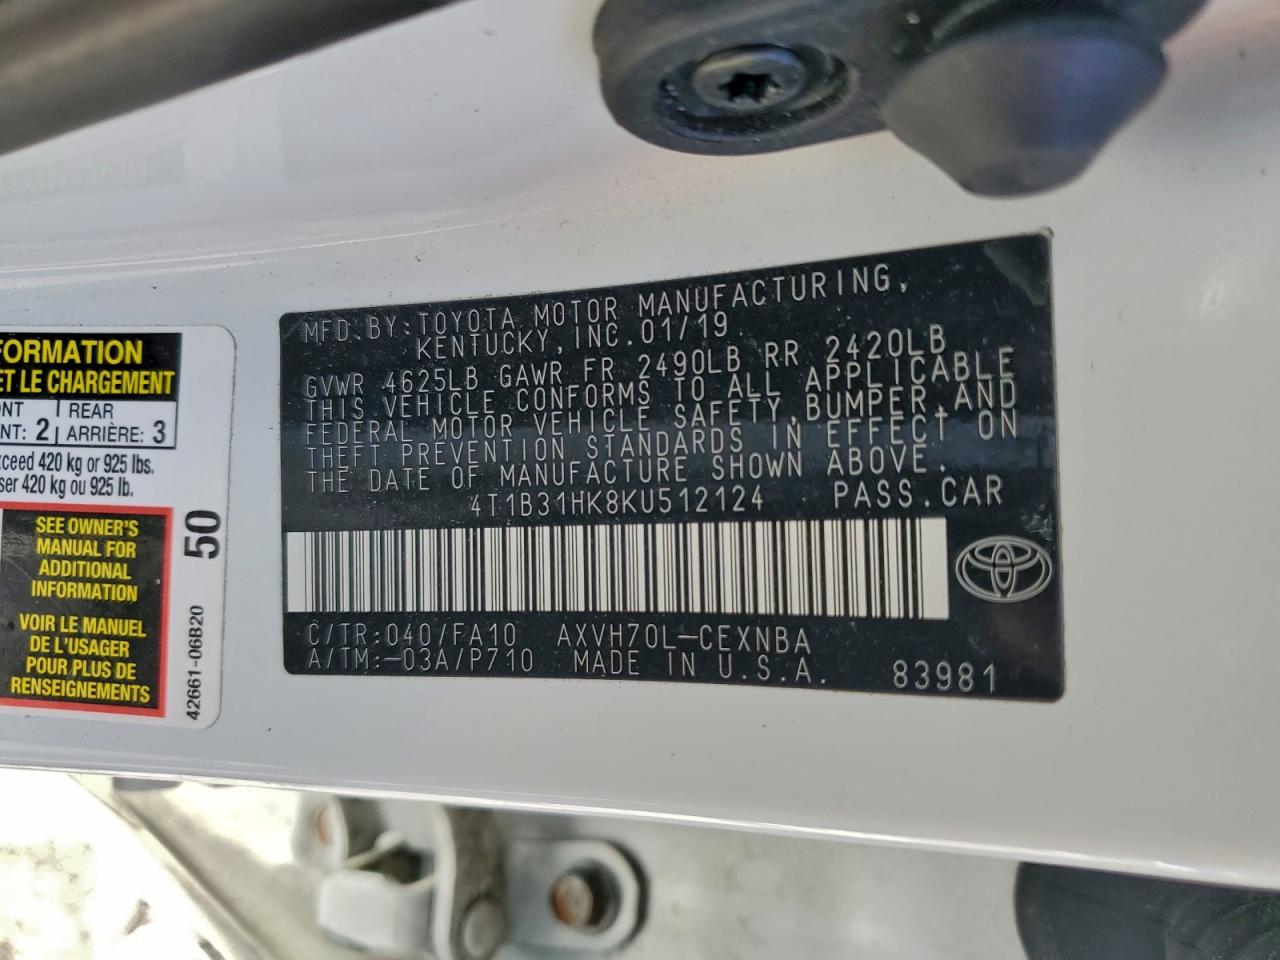 MFD.BY:TOYOTA MOTOR MANUFACTURING,
KENTUCKY, INC. 01/19
GVWR 4625LB GAWR FR 2490LB RR 2420LB
THIS VEHICLE CONFORMS TO ALL APPLICABLE
FEDERAL MOTOR VEHICLE SAFETY, BUMPER, AND
THEFT PREVENTION STANDARDS IN EFFECT ON
THE DATE OF MANUFACTURE SHOWN ABOVE.
4T1B31HK8KU512124 PASS.CAR
C/TR:040/FA10 AXVH70L-CEXNBA
A/TM:-03A/P710 MADE IN U.S.A. 83981
FORMATION
ET LE CHARGEMENT
ONT REAR
NT: 2 ARRIÈRE: 3
xceed 420 kg or 925 lbs.
ser 420 kg ou 925 lb.
SEE OWNER'S
MANUAL FOR
ADDITIONAL
INFORMATION
VOIR LE MANUEL
DE L'USAGER
POUR PLUS DE
RENSEIGNEMENTS
50
42661-06B20